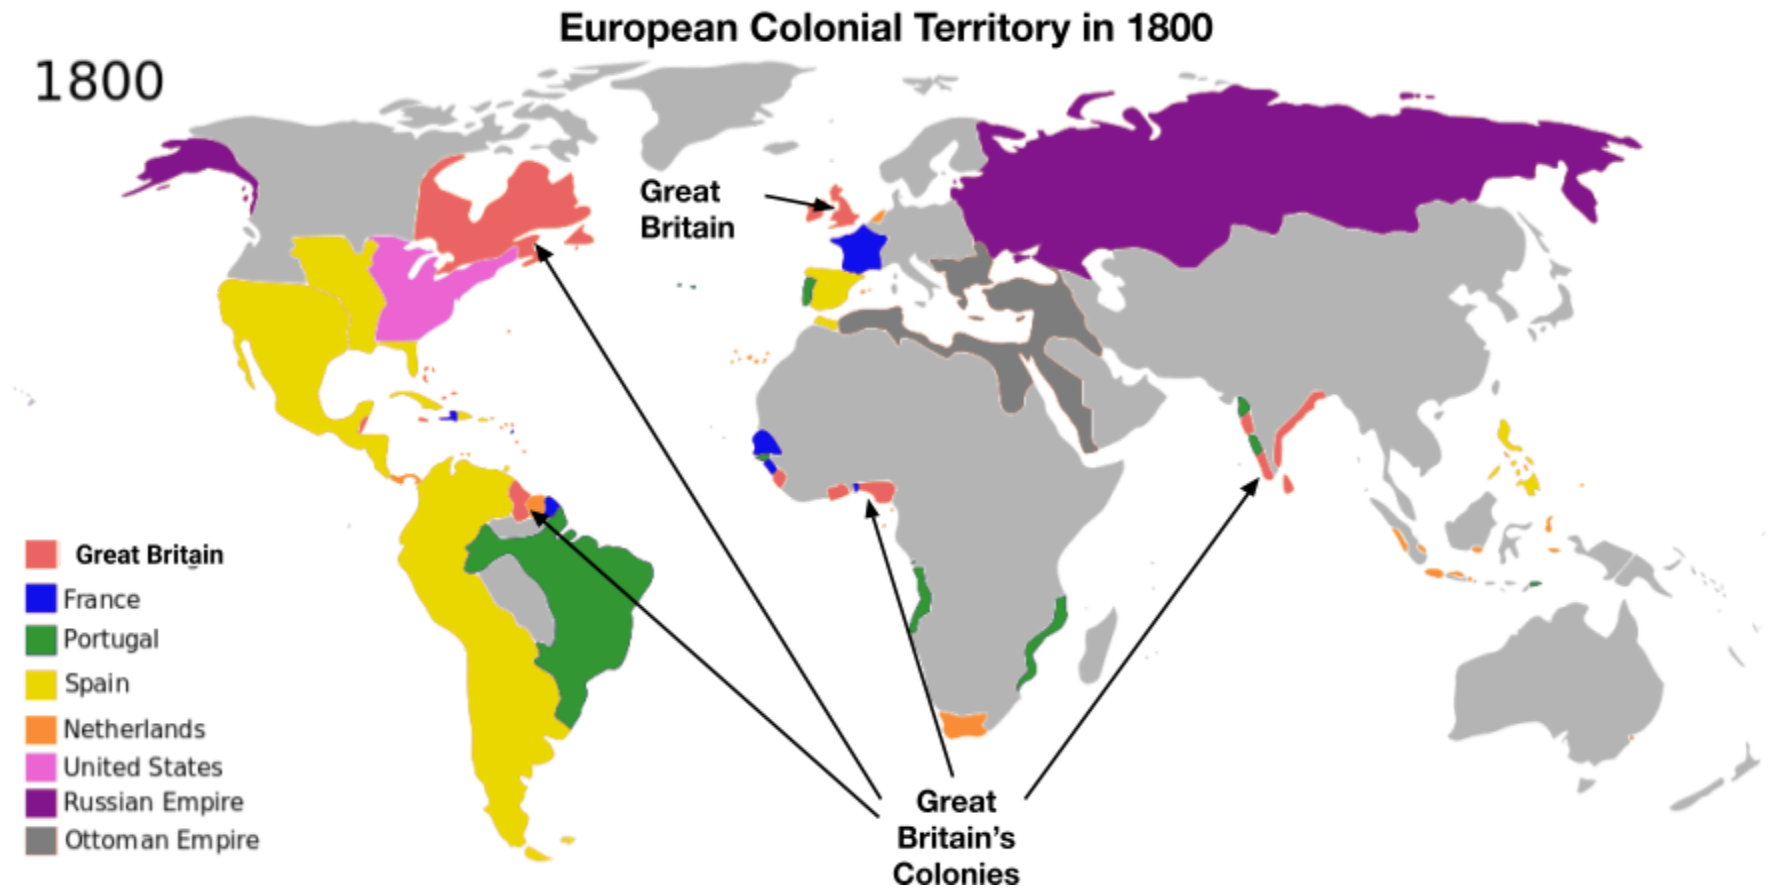 European Colonial Territory in 1800
1800
Great
Britain
Great Britain
France
Portugal
Spain
Netherlands
United States
Russian Empire
Ottoman Empire
Great
Britain’s
Colonies